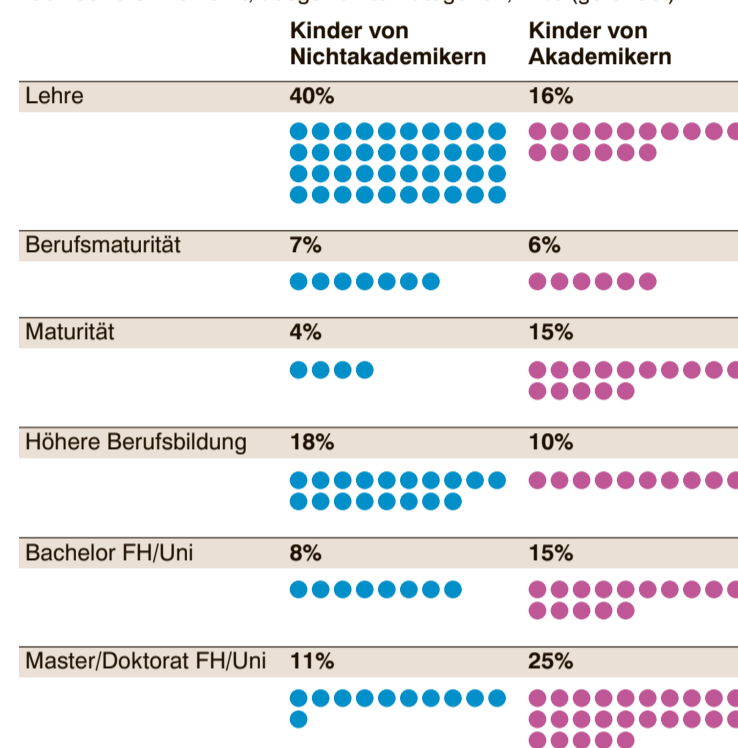 Kinder von Kinder von
Nichtakademikern Akademikern
Lehre 40% 16%
Berufsmaturität 7% 6%
Maturität 4% 15%
Höhere Berufsbildung 18% 10%
Bachelor FH/Uni 8% 15%
Master/Doktorat FH/Uni 11% 25%